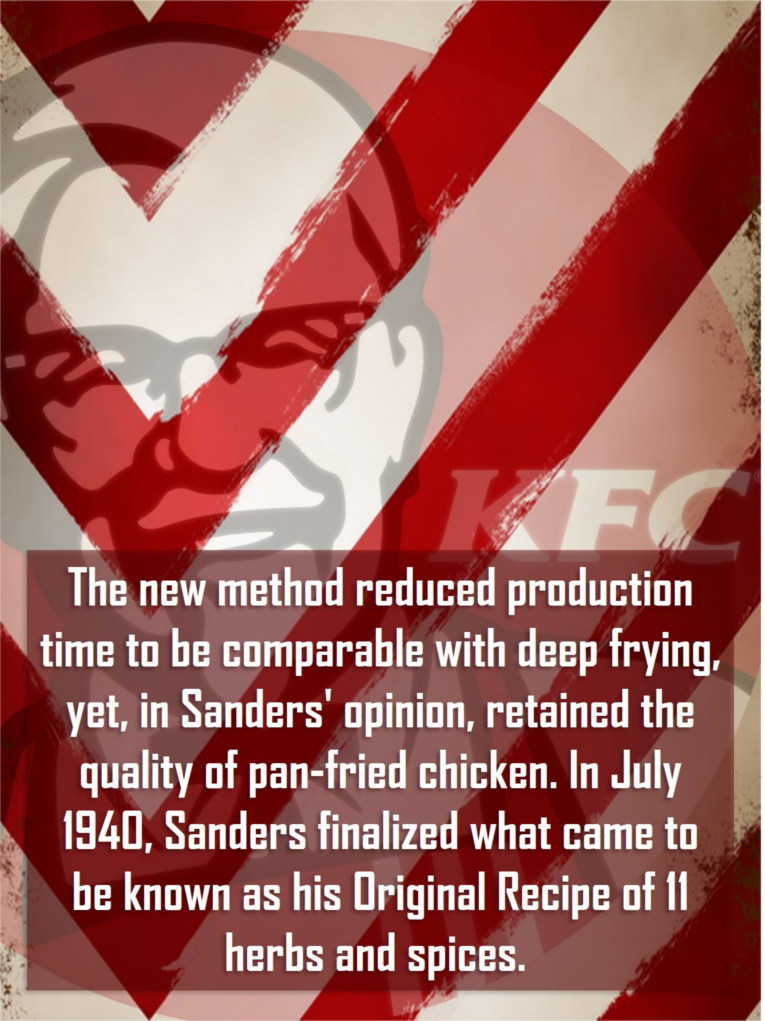 KFC
The new method reduced production
time to be comparable with deep frying,
yet, in Sanders' opinion, retained the
quality of pan-fried chicken. In July
1940, Sanders finalized what came to
be known as his Original Recipe of 11
herbs and spices.